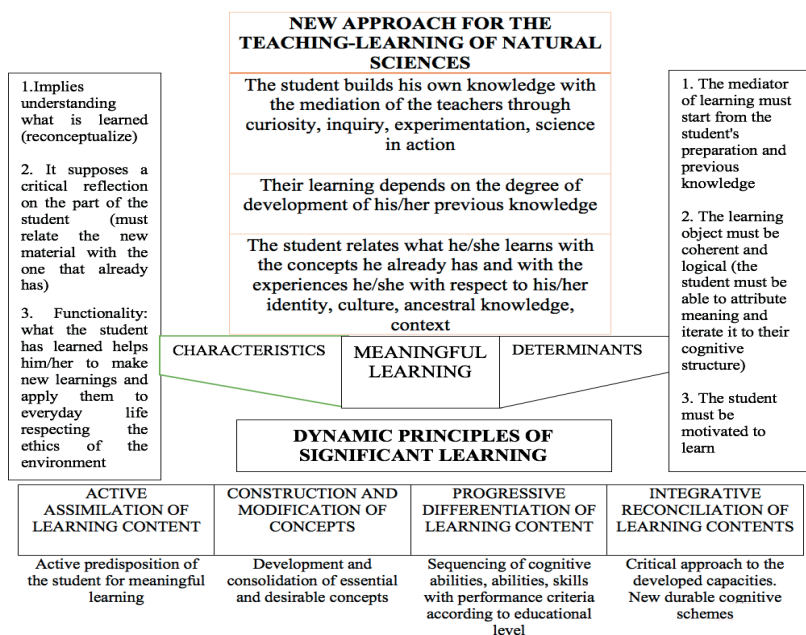 NEW APPROACH FOR THE
TEACHING-LEARNING OF NATURAL
SCIENCES
The student builds his own knowledge with
the mediation of the teachers through
curiosity, inquiry, experimentation, science
in action
Their learning depends on the degree of
development of his/her previous knowledge
The student relates what he/she learns with
the concepts he already has and with the
experiences he/she with respect to his/her
identity, culture, ancestral knowledge,
context
1.Implies
understanding
what is learned
(reconceptualize)
2. It supposes a
critical reflection
on the part of the
student (must
relate the new
material with the
one that already
has)
3. Functionality:
what the student
has learned helps
him/her to make
new learnings and
apply them to
everyday life
respecting the
ethics of the
environment
CHARACTERISTICS
MEANINGFUL
LEARNING
DETERMINANTS
1. The mediator
of learning must
start from the
student's
preparation and
previous
knowledge
2. The learning
object must be
coherent and
logical (the
student must be
able to attribute
meaning and
iterate it to their
cognitive
structure)
3. The student
must be
motivated to
learn
DYNAMIC PRINCIPLES OF
SIGNIFICANT LEARNING
ACTIVE
ASSIMILATION OF
LEARNING CONTENT
Active predisposition of
the student for meaningful
learning
CONSTRUCTION AND
MODIFICATION OF
CONCEPTS
Development and
consolidation of essential
and desirable concepts
PROGRESSIVE
DIFFERENTIATION OF
LEARNING CONTENT
Sequencing of cognitive
abilities, abilities, skills
with performance criteria
according to educational
level
INTEGRATIVE
RECONCILIATION OF
LEARNING CONTENTS
Critical approach to the
developed capacities.
New durable cognitive
schemes